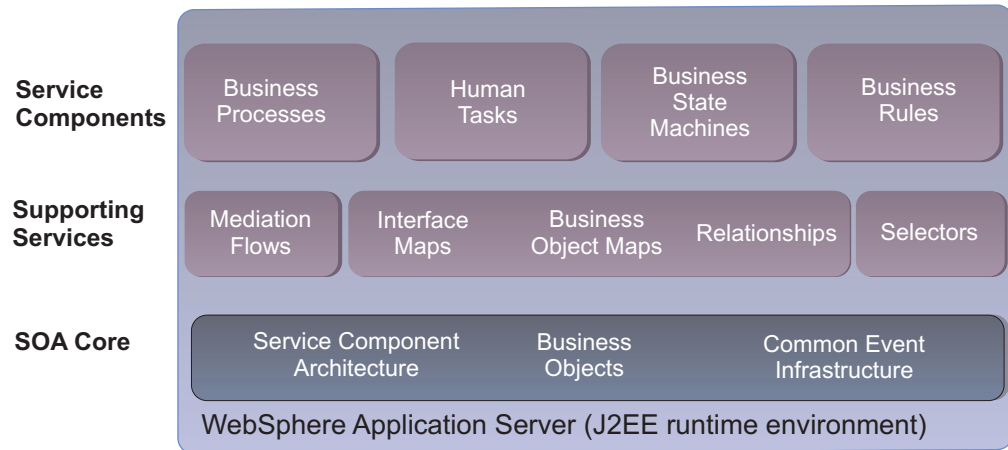 Service
Components
Business
Processes
Human
Tasks
Business
State
Machines
Business
Rules
Supporting
Services
Mediation
Flows
Interface
Maps
Business
Object Maps
Relationships
Selectors
SOA Core
Service Component
Architecture
Business
Objects
Common Event
Infrastructure
WebSphere Application Server (J2EE runtime environment)